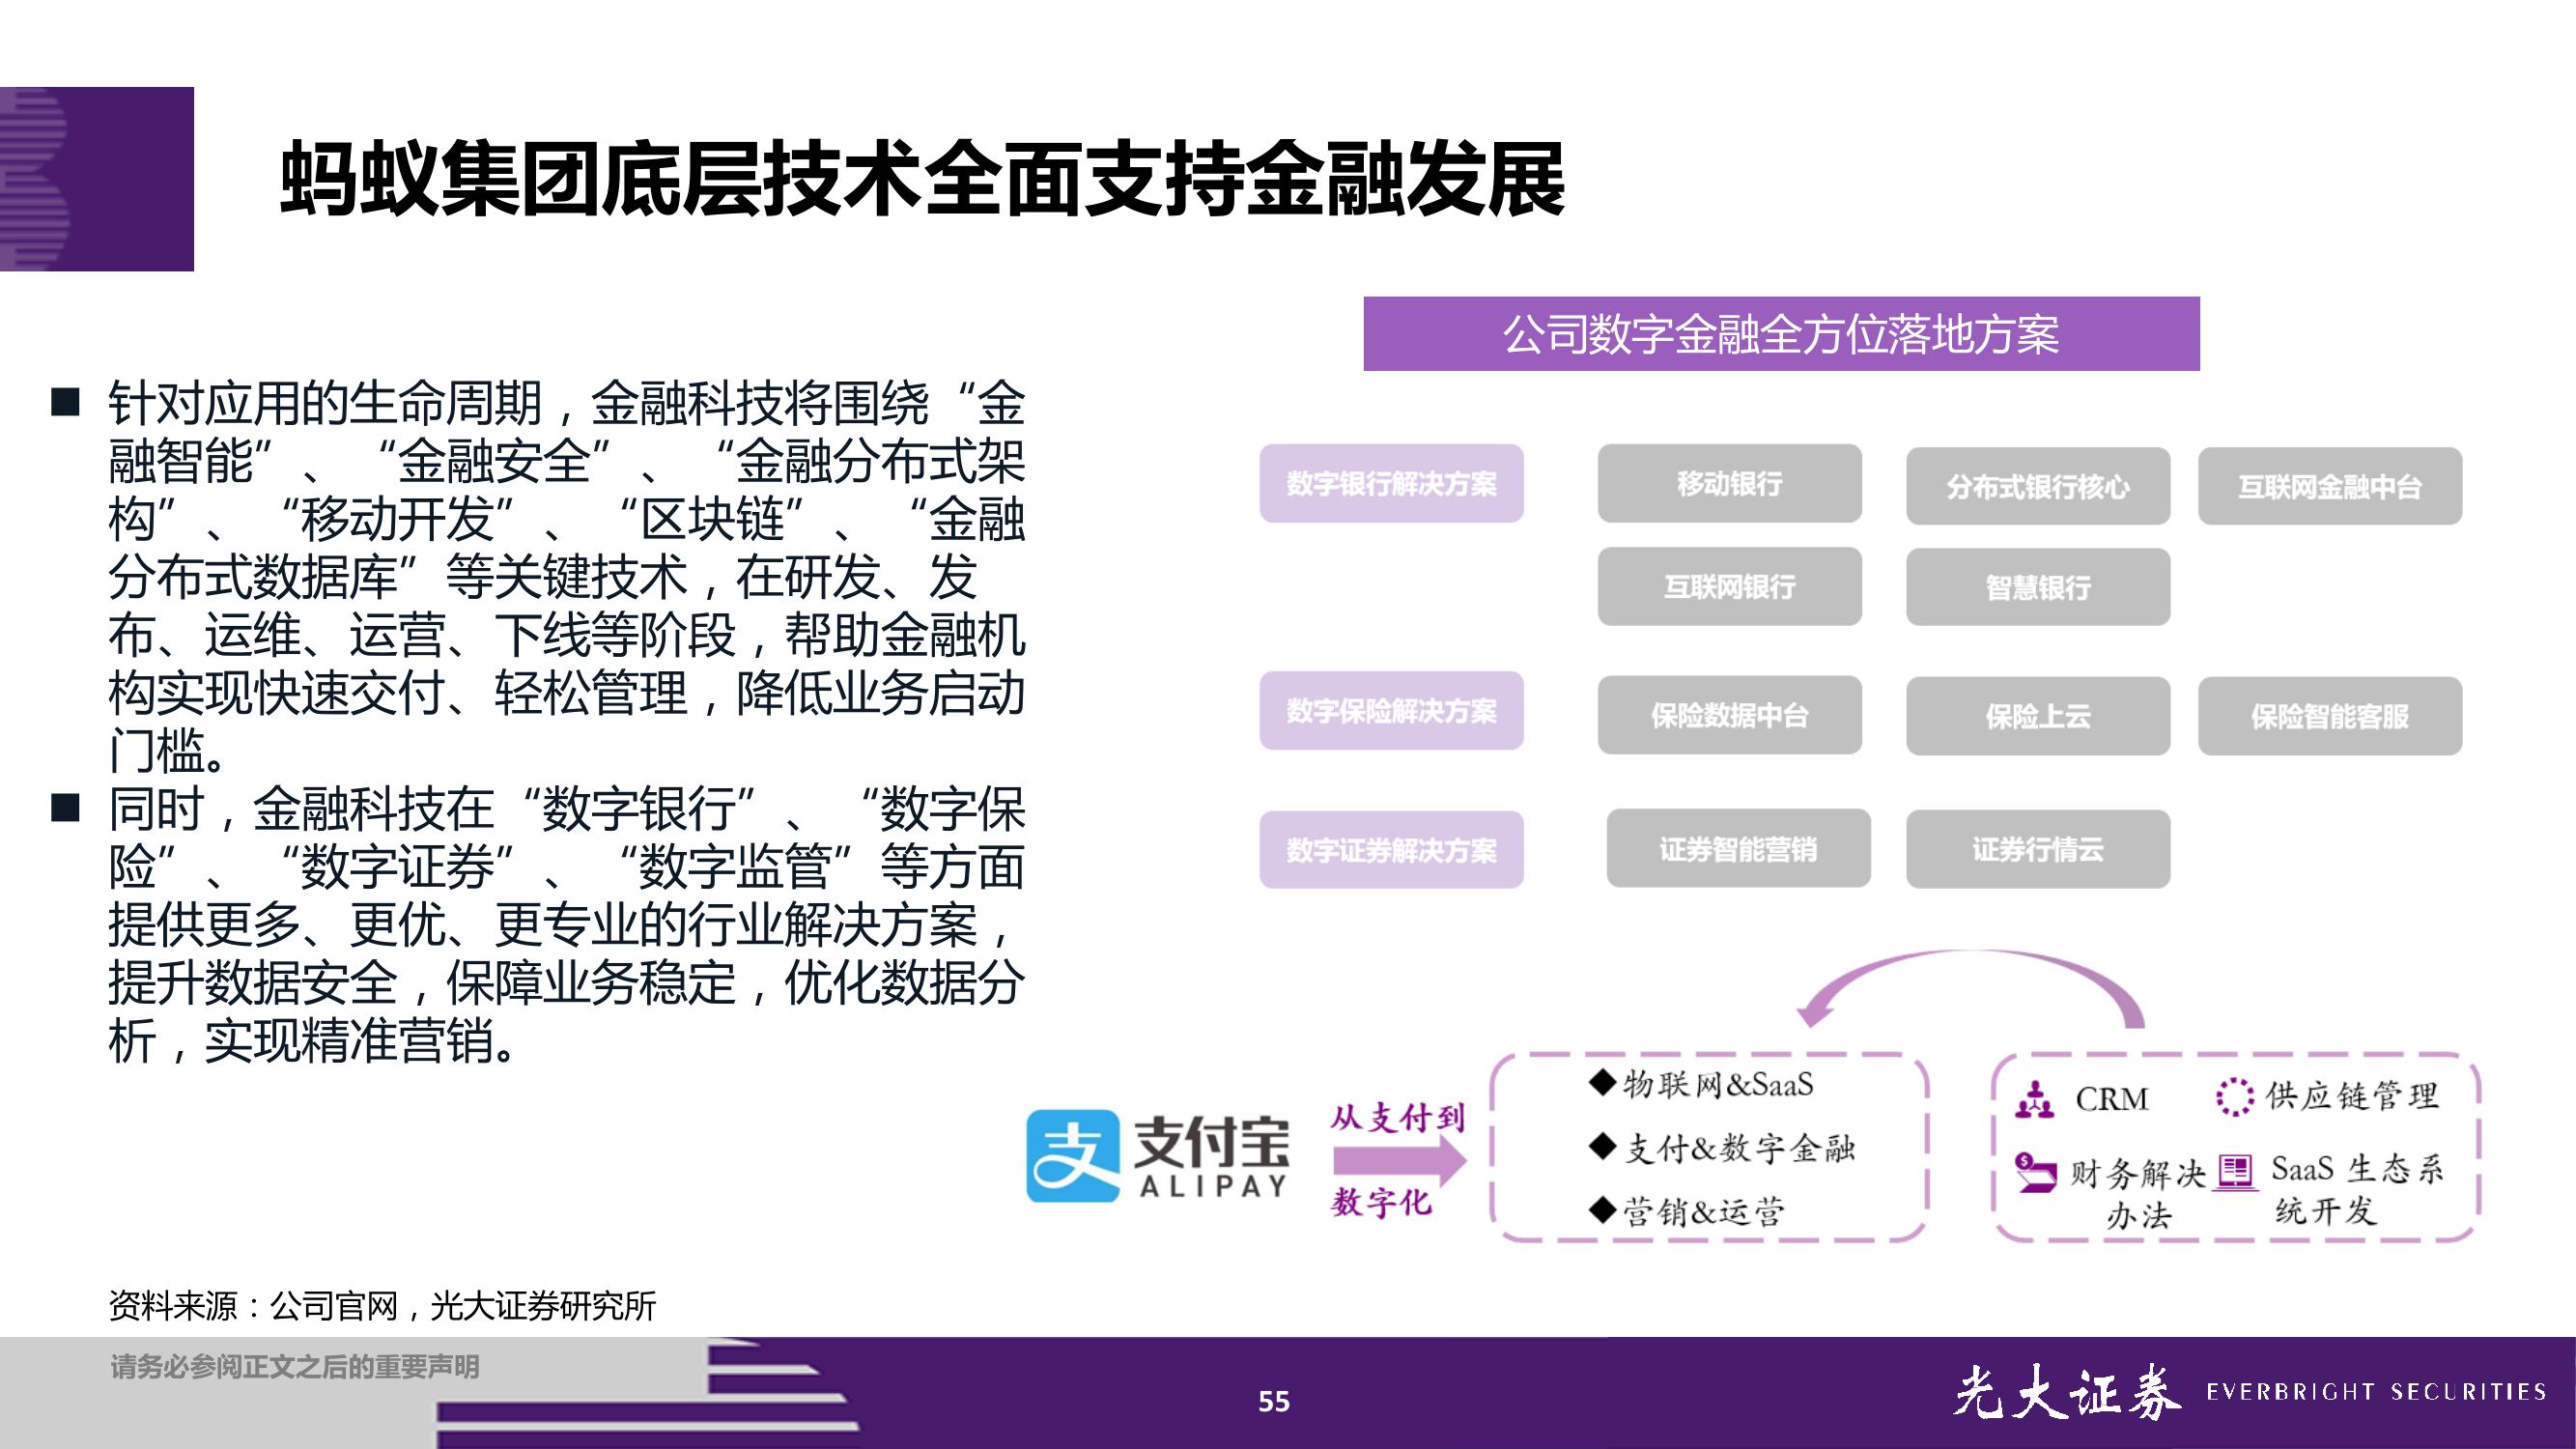 蚂蚁集团底层技术全面支持金融发展
■ 针对应用的生命周期，金融科技将围绕“金
融智能”、“金融安全”、“金融分布式架
构”、“移动开发”、“区块链”、“金融
分布式数据库”等关键技术，在研发、发
布、运维、运营、下线等阶段，帮助金融机
构实现快速交付、轻松管理，降低业务启动
门槛。
■ 同时，金融科技在“数字银行”、“数字保
险”、“数字证券”、“数字监管”等方面
提供更多、更优、更专业的行业解决方案，
提升数据安全，保障业务稳定，优化数据分
析，实现精准营销。
公司数字金融全方位落地方案
数字银行解决方案 移动银行 分布式银行核心 互联网金融中台
互联网银行 智慧银行
数字保险解决方案 保险数据中台 保险上云 保险智能客服
数字证券解决方案 证券智能营销 证券行情云
支
支付宝
ALIPAY
从支付到
数字化
◆物联网&SaaS
◆支付&数字金融
◆营销&运营
CRM 供应链管理
财务解决
办法
SaaS 生态系
统开发
资料来源：公司官网，光大证券研究所
请务必参阅正文之后的重要声明
55
光大证券 EVERBRIGHT SECURITIES